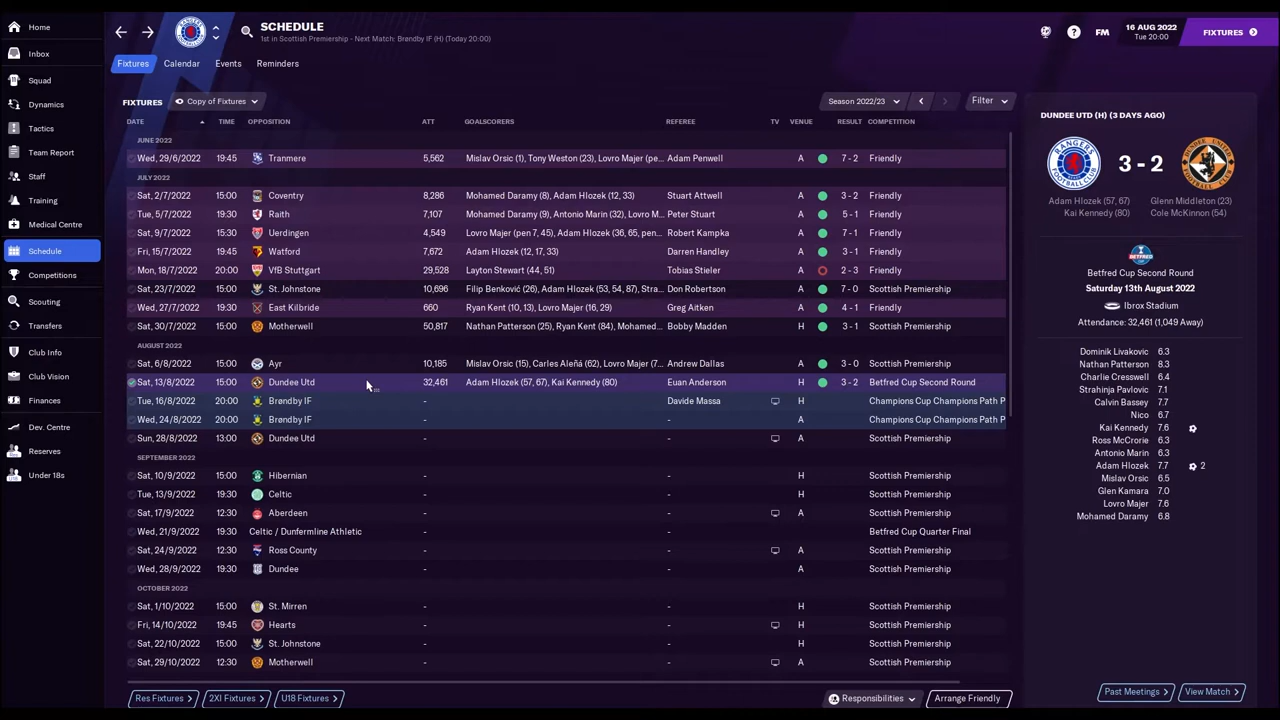 Home
Inbox
Squad
Dynamics
Tactics
Team Report
Staff
Training
Medical Centre
Schedule
Competitions
Scouting
Transfers
Club Info
Club Vision
Finances
Dev. Centre
Reserves
Under 18s
SCHEDULE
1st in Scottish Premiership - Next Match: Brøndby IF (H) (Today 20:00)
FM
16 AUG 2022
Tue 20:00
FIXTURES
Fixtures Calendar Events Reminders
FIXTURES Copy of Fixtures Season 2022/23 Filter
DATE TIME OPPOSITION ATT GOALSCORERS REFEREE TV VENUE RESULT COMPETITION
JUNE 2022
Wed, 29/6/2022 19:45 Tranmere 5,562 Mislav Orsic (1), Tony Weston (23), Lovro Majer (pe... Adam Penwell A 7 - 2 Friendly
JULY 2022
Sat, 2/7/2022 15:00 Coventry 8,286 Mohamed Daramy (8), Adam Hlozek (12, 33) Stuart Attwell A 3 - 2 Friendly
Tue, 5/7/2022 19:30 Raith 7,107 Mohamed Daramy (9), Antonio Marin (32), Lovro M... Peter Stuart A 5 - 1 Friendly
Sat, 9/7/2022 15:30 Uerdingen 4,549 Lovro Majer (pen 7, 45), Adam Hlozek (36, 65, pen... Robert Kampka A 7 - 1 Friendly
Fri, 15/7/2022 19:45 Watford 7,672 Adam Hlozek (12, 17, 33) Darren Handley A 3 - 1 Friendly
Mon, 18/7/2022 20:00 VfB Stuttgart 29,528 Layton Stewart (44, 51) Tobias Stieler A 2 - 3 Friendly
Sat, 23/7/2022 15:00 St. Johnstone 10,696 Filip Benković (26), Adam Hlozek (53, 54, 87), Stra... Don Robertson A 7 - 0 Scottish Premiership
Wed, 27/7/2022 19:30 East Kilbride 660 Ryan Kent (10, 13), Lovro Majer (16, 29) Greg Aitken A 4 - 1 Friendly
Sat, 30/7/2022 15:00 Motherwell 50,817 Nathan Patterson (25), Ryan Kent (84), Mohamed... Bobby Madden H 3 - 1 Scottish Premiership
AUGUST 2022
Sat, 6/8/2022 15:00 Ayr 10,185 Mislav Orsic (15), Carles Aleñá (62), Lovro Majer (7... Andrew Dallas A 3 - 0 Scottish Premiership
Sat, 13/8/2022 15:00 Dundee Utd 32,461 Adam Hlozek (57, 67), Kai Kennedy (80) Euan Anderson H 3 - 2 Betfred Cup Second Round
Tue, 16/8/2022 20:00 Brøndby IF - Davide Massa H Champions Cup Champions Path P
Wed, 24/8/2022 20:00 Brøndby IF - - A Champions Cup Champions Path P
Sun, 28/8/2022 13:00 Dundee Utd - - A Scottish Premiership
SEPTEMBER 2022
Sat, 10/9/2022 15:00 Hibernian - - H Scottish Premiership
Tue, 13/9/2022 19:30 Celtic - - H Scottish Premiership
Sat, 17/9/2022 12:30 Aberdeen - - A Scottish Premiership
Wed, 21/9/2022 19:30 Celtic / Dunfermline Athletic - - Betfred Cup Quarter Final
Sat, 24/9/2022 12:30 Ross County - - A Scottish Premiership
Wed, 28/9/2022 19:30 Dundee - - A Scottish Premiership
OCTOBER 2022
Sat, 1/10/2022 15:00 St. Mirren - - H Scottish Premiership
Fri, 14/10/2022 19:45 Hearts - - H Scottish Premiership
Sat, 22/10/2022 15:00 St. Johnstone - - H Scottish Premiership
Sat, 29/10/2022 12:30 Motherwell - - A Scottish Premiership
Res Fixtures 2XI Fixtures U18 Fixtures Responsibilities Arrange Friendly
DUNDEE UTD (H) (3 DAYS AGO)
3 - 2
Adam Hlozek (57, 67) Glenn Middleton (23)
Kai Kennedy (80) Cole McKinnon (54)
BETFRED
Betfred Cup Second Round
Saturday 13th August 2022
Ibrox Stadium
Attendance: 32,461 (1,049 Away)
Dominik Livakovic 6.3
Nathan Patterson 8.3
Charlie Cresswell 6.4
Strahinja Pavlovic 7.1
Calvin Bassey 7.7
Nico 6.7
Kai Kennedy 7.6
Ross McCrorie 6.3
Antonio Marin 6.3
Adam Hlozek 7.7 2
Mislav Orsic 6.5
Glen Kamara 7.0
Lovro Majer 7.6
Mohamed Daramy 6.8
Past Meetings View Match